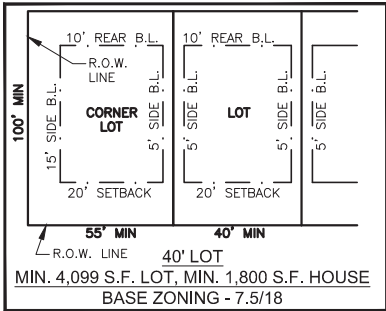 10' REAR B.L.
10' REAR B.L.
R.O.W.
LINE
100' MIN
15' SIDE B.L.
CORNER
LOT
5' SIDE B.L.
5' SIDE B.L.
LOT
5' SIDE B.L.
5' SIDE B.L.
20' SETBACK
20' SETBACK
55' MIN
40' MIN
R.O.W. LINE
40' LOT
MIN. 4,099 S.F. LOT, MIN. 1,800 S.F. HOUSE
BASE ZONING - 7.5/18